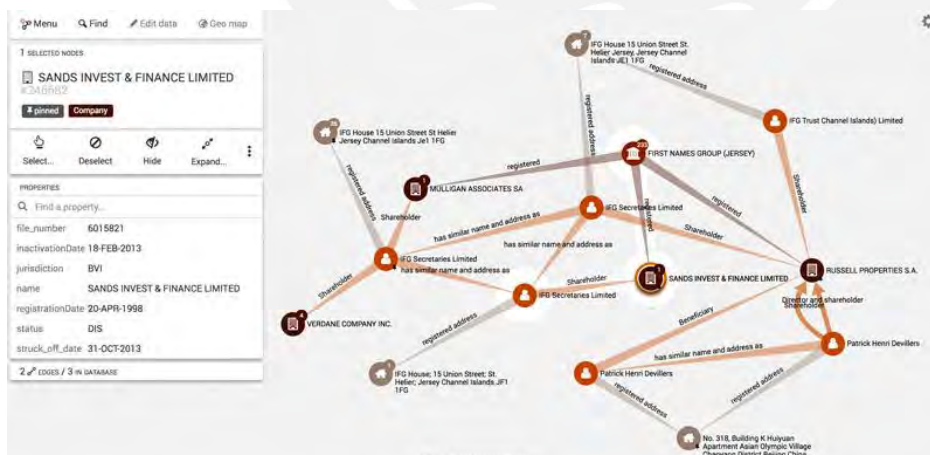 Menu
Find
Edit data
Geo map
1 SELECTED NODES
SANDS INVEST & FINANCE LIMITED
#246582
pinned
Company
Select...
Deselect
Hide
Expand...
PROPERTIES
Find a property...
file_number 6015821
inactivationDate 18-FEB-2013
jurisdiction BVI
name SANDS INVEST & FINANCE LIMITED
registrationDate 20-APR-1998
status DIS
struck_off_date 31-OCT-2013
2 EDGES / 3 IN DATABASE
IFG House 15 Union Street St.
Helier Jersey, Jersey Channel
Islands JE1 1FG
registered address
IFG Trust Channel Islands) Limited
IFG House 15 Union Street St Helier
Jersey Channel Islands Je1 1FG
registered address
FIRST NAMES GROUP (JERSEY)
registered
MULLIGAN ASSOCIATES SA
registered address
registered
registered
Shareholder
IFG Secretaries Limited
Shareholder
Shareholder
has similar name and address as
has similar name and address as
IFG Secretaries Limited
has similar name and address as
Shareholder
SANDS INVEST & FINANCE LIMITED
RUSSELL PROPERTIES S.A.
Shareholder
IFG Secretaries Limited
Director and shareholder
Shareholder
VERDANE COMPANY INC.
Beneficiary
registered address
Patrick Henri Devillers
has similar name and address as
IFG House; 15 Union Street; St.
Helier; Jersey Channel Islands.JF1
1FG
Patrick Henri Devillers
registered address
registered address
No. 318, Building K Huiyuan
Apartment Asian Olympic Village
Chaoyang District Beijing China